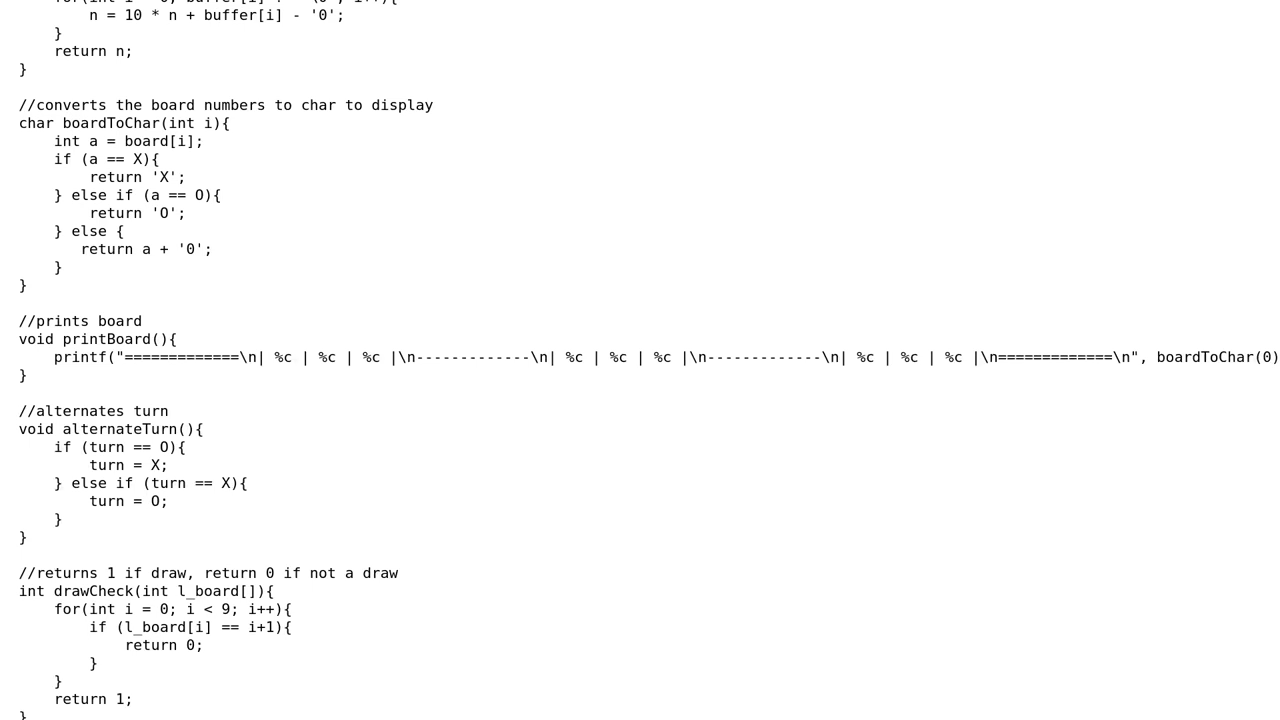 n = 10 * n + buffer[i] - '0';
    }
    return n;
}

//converts the board numbers to char to display
char boardToChar(int i){
    int a = board[i];
    if (a == X){
        return 'X';
    } else if (a == O){
        return 'O';
    } else {
       return a + '0';
    }
}

//prints board
void printBoard(){
    printf("=============\n| %c | %c | %c |\n-------------\n| %c | %c | %c |\n-------------\n| %c | %c | %c |\n=============\n", boardToChar(0)
}

//alternates turn
void alternateTurn(){
    if (turn == O){
        turn = X;
    } else if (turn == X){
        turn = O;
    }
}

//returns 1 if draw, return 0 if not a draw
int drawCheck(int l_board[]){
    for(int i = 0; i < 9; i++){
        if (l_board[i] == i+1){
            return 0;
        }
    }
    return 1;
}